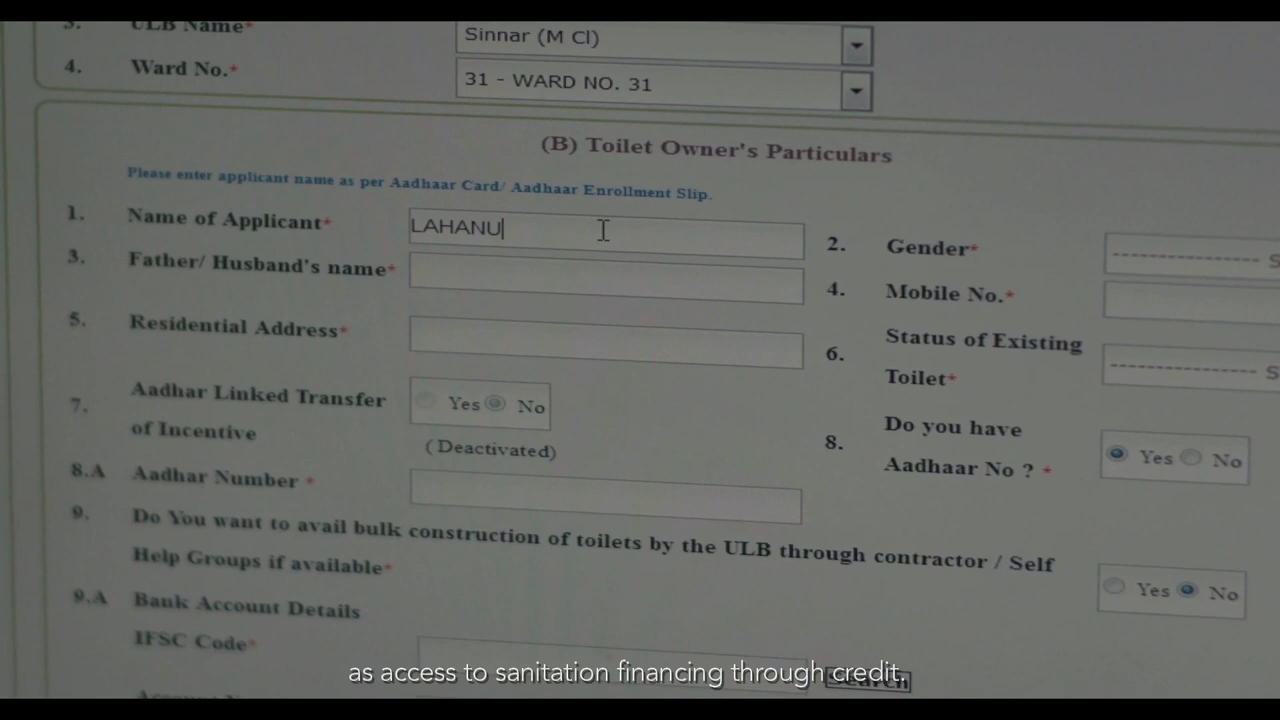 3. ULB Name* Sinnar (M Cl)
4. Ward No.* 31 - WARD NO. 31
(B) Toilet Owner's Particulars
Please enter applicant name as per Aadhaar Card/ Aadhaar Enrollment Slip.
1. Name of Applicant* LAHANU 2. Gender* ---------------- S
3. Father/ Husband's name* 4. Mobile No.*
5. Residential Address* 6. Status of Existing
Toilet* ---------------- S
7. Aadhar Linked Transfer
of Incentive Yes No
(Deactivated)
8. Do you have
Aadhaar No ? * Yes No
8.A Aadhar Number *
9. Do You want to avail bulk construction of toilets by the ULB through contractor / Self
Help Groups if available* Yes No
9.A Bank Account Details
IFSC Code* Search
as access to sanitation financing through credit.